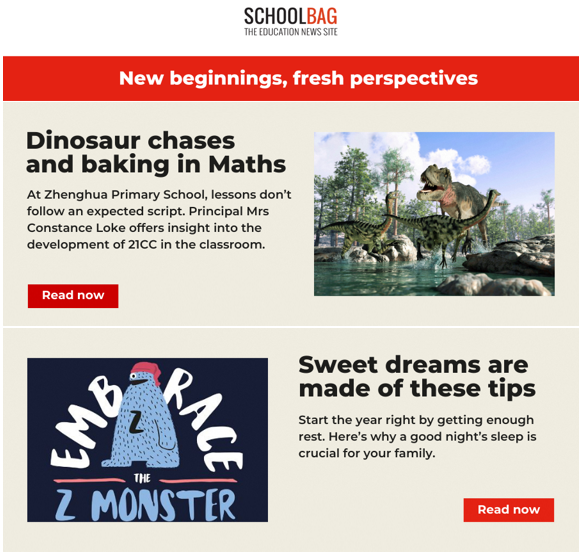 SCHOOLBAG
THE EDUCATION NEWS SITE
New beginnings, fresh perspectives
Dinosaur chases
and baking in Maths
At Zhenghua Primary School, lessons don't
follow an expected script. Principal Mrs
Constance Loke offers insight into the
development of 21CC in the classroom.
Read now
EMBRACE
Z
THE
Z MONSTER
Sweet dreams are
made of these tips
Start the year right by getting enough
rest. Here's why a good night's sleep is
crucial for your family.
Read now